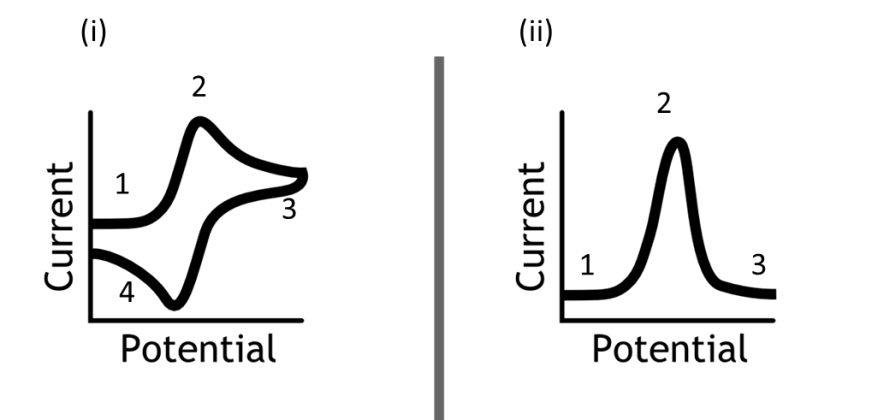 (i)
2
1
3
4
Current
Potential
(ii)
2
1
3
Current
Potential